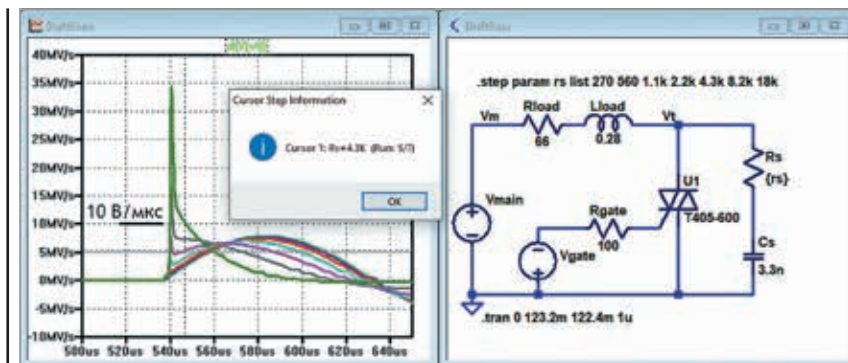 40MV/s
35MV/s
30MV/s
25MV/s
20MV/s
15MV/s
10MV/s
5MV/s
0MV/s
-5MV/s
-10MV/s
500us 520us 540us 560us 580us 600us 620us 640us
10 В/мкс
Cursor Step Information
Cursor 1: Rs=4.3K (Run: 5/7)
OK
.step param rs list 270 560 1.1k 2.2k 4.3k 8.2k 18k
Vm
Rload
66
Lload
0.28
Vt
Rs
{rs}
U1
T405-600
Vmain
Rgate
100
Vgate
Cs
3.3n
.tran 0 123.2m 122.4m 1u